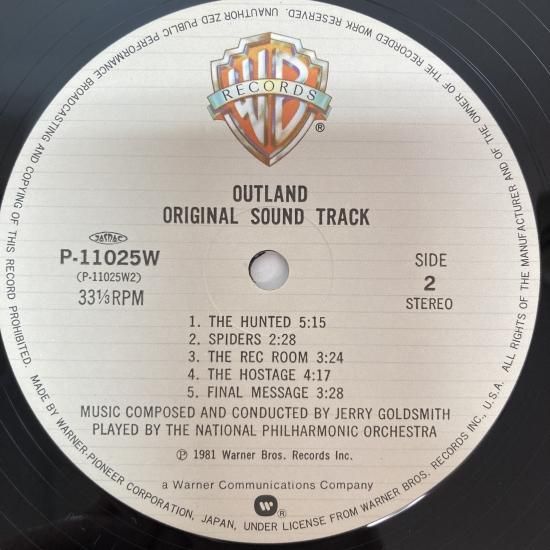 WB
RECORDS
®
OUTLAND
ORIGINAL SOUND TRACK
JASRAC
P-11025W
(P-11025W2)
33⅓RPM
SIDE
2
STEREO
1. THE HUNTED 5:15
2. SPIDERS 2:28
3. THE REC ROOM 3:24
4. THE HOSTAGE 4:17
5. FINAL MESSAGE 3:28
MUSIC COMPOSED AND CONDUCTED BY JERRY GOLDSMITH
PLAYED BY THE NATIONAL PHILHARMONIC ORCHESTRA
Ⓟ 1981 Warner Bros. Records Inc.
a Warner Communications Company
®
MADE BY WARNER-PIONEER CORPORATION, JAPAN, UNDER LICENSE FROM WARNER BROS. RECORDS INC., U.S.A. ALL RIGHTS OF THE MANUFACTURER AND OF THE OWNER OF THE RECORDED WORK RESERVED. UNAUTHORIZED PUBLIC PERFORMANCE BROADCASTING AND COPYING OF THIS RECORD PROHIBITED.